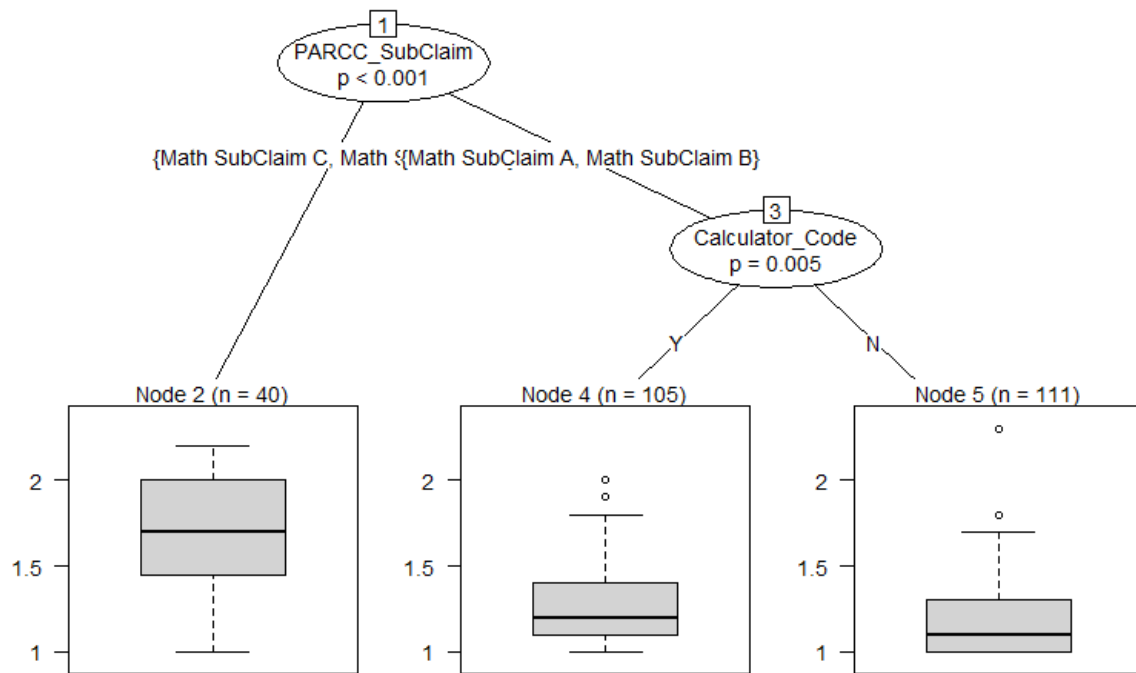 1
PARCC_SubClaim
p < 0.001
{Math SubClaim C, Math
{Math SubClaim A, Math SubClaim B}
3
Calculator_Code
p = 0.005
Y
N
Node 2 (n = 40)
Node 4 (n = 105)
Node 5 (n = 111)
2
1.5
1
2
1.5
1
2
1.5
1